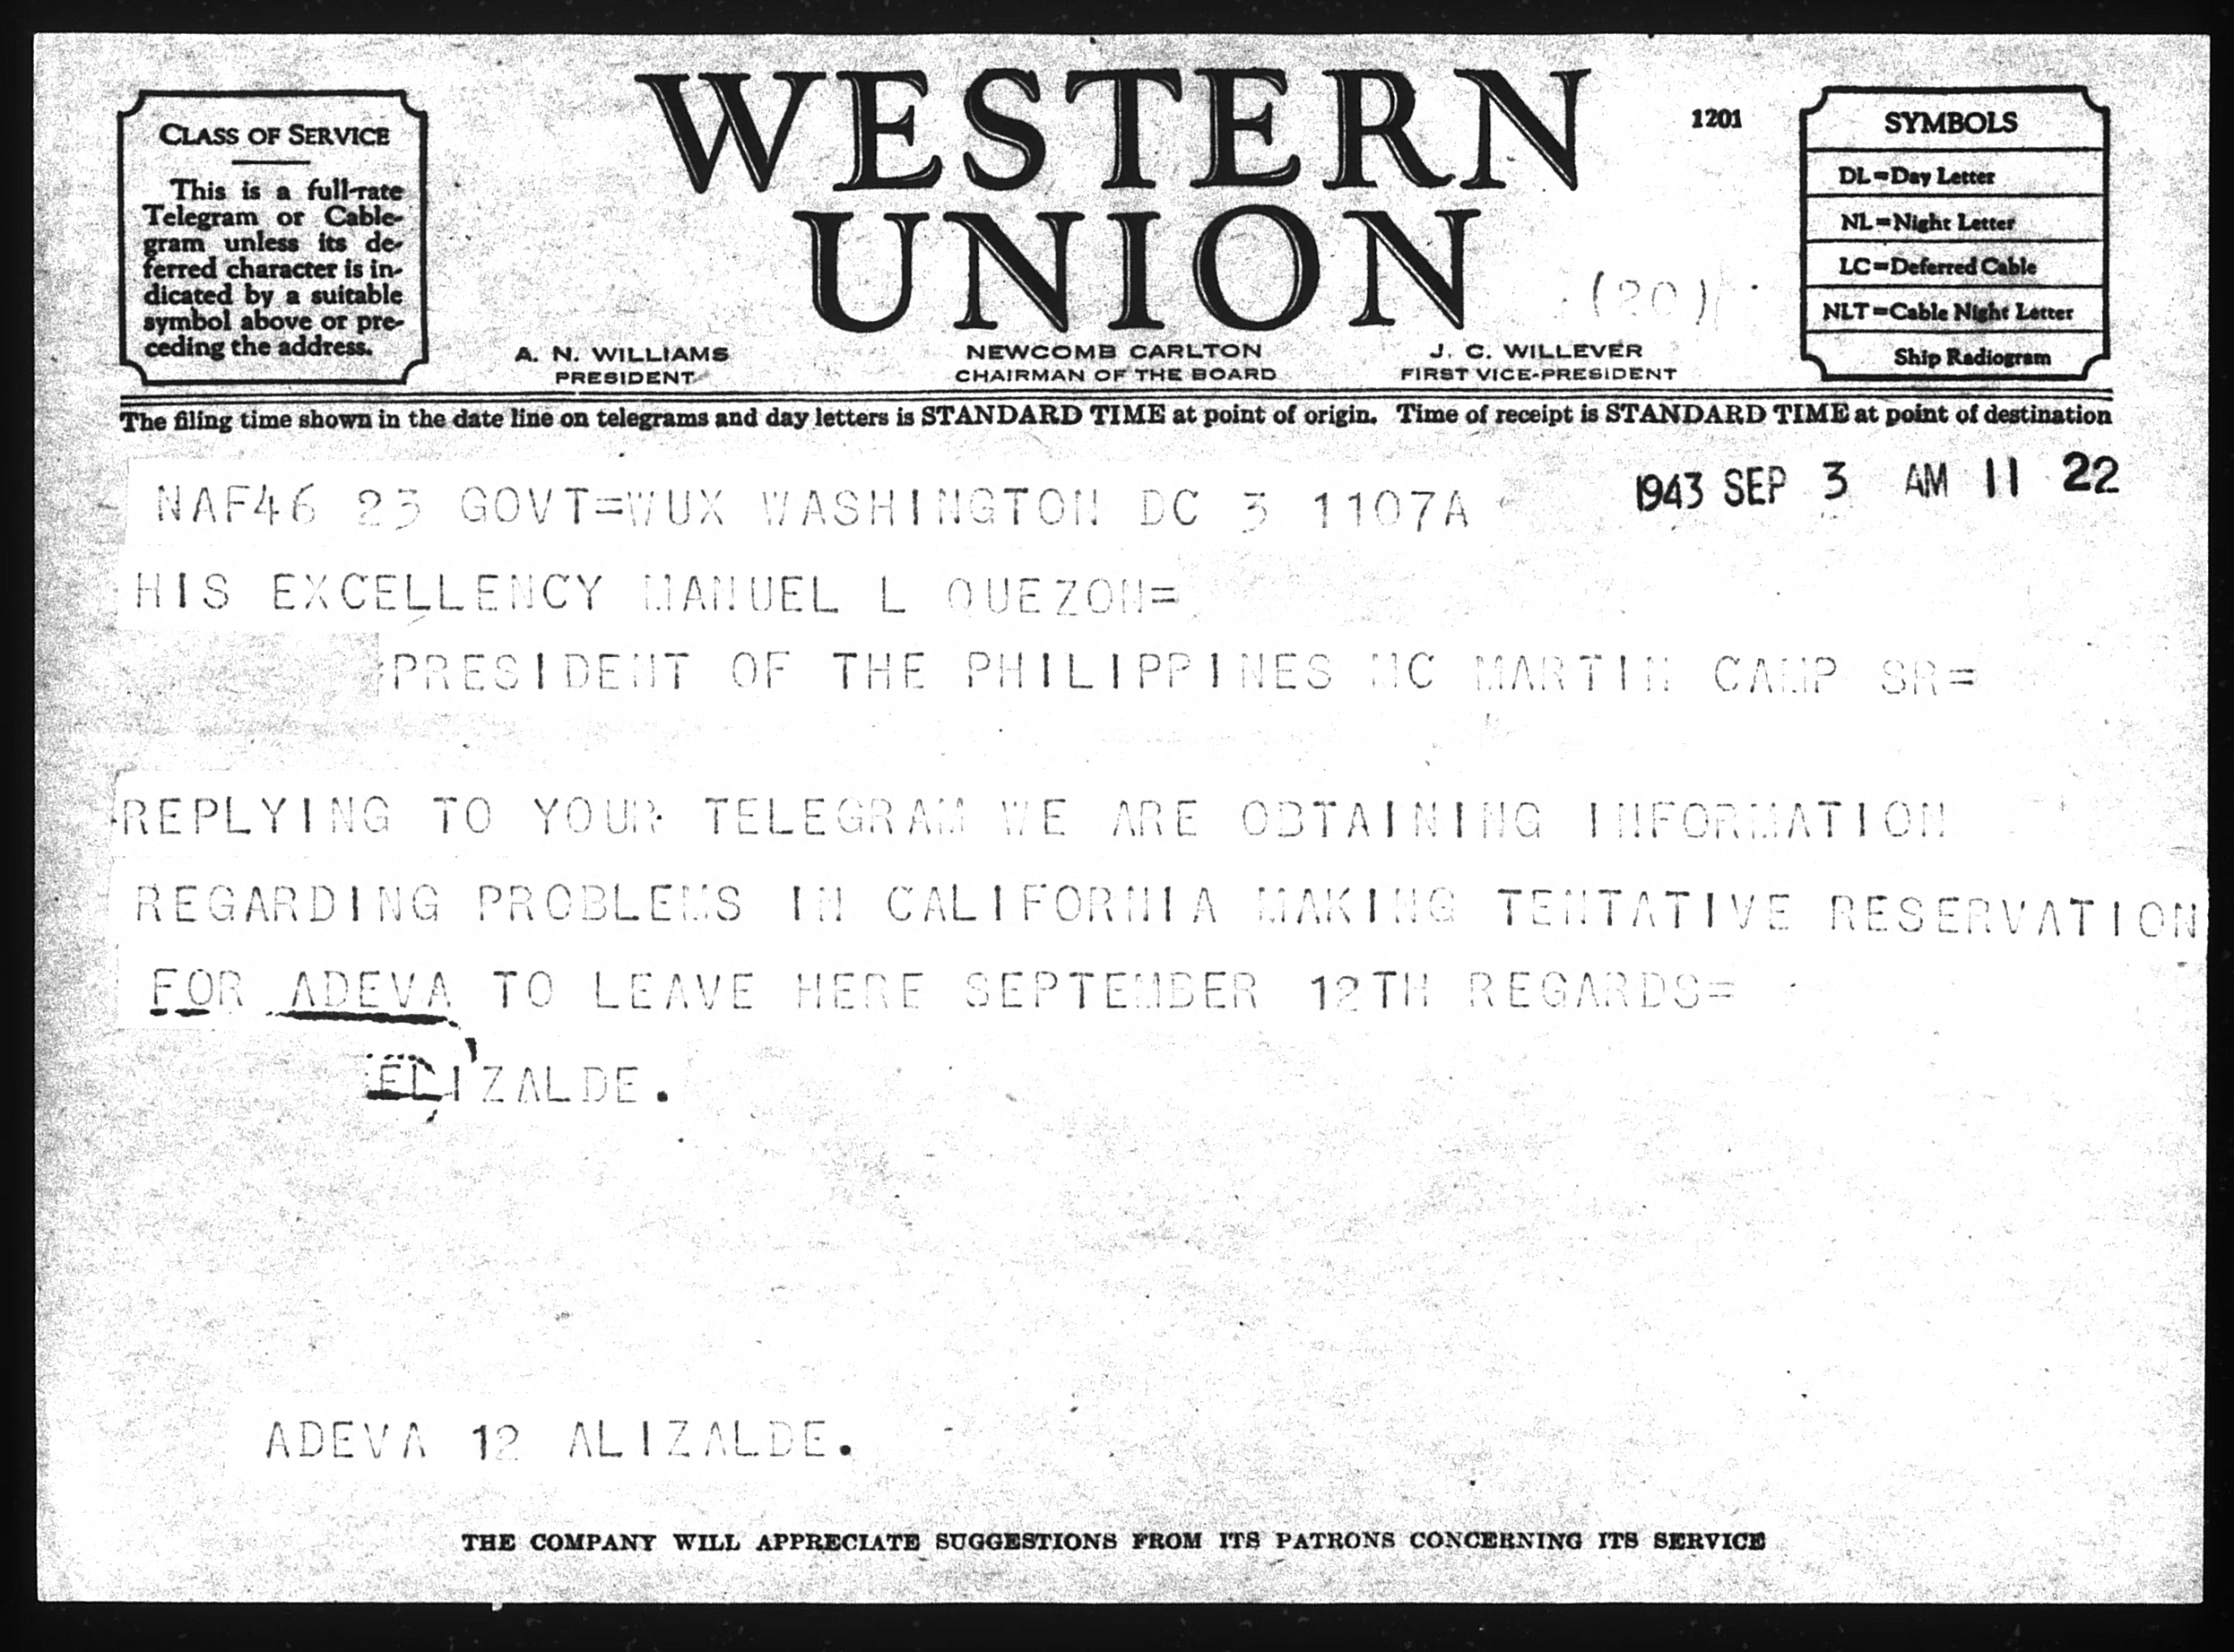 CLASS OF SERVICE
This is a full-rate
Telegram or Cable-
gram unless its de-
ferred character is in-
dicated by a suitable
symbol above or pre-
ceding the address.
WESTERN
UNION
1201
(20)
A. N. WILLIAMS
PRESIDENT
NEWCOMB CARLTON
CHAIRMAN OF THE BOARD
J. C. WILLEVER
FIRST VICE-PRESIDENT
SYMBOLS
DL=Day Letter
NL=Night Letter
LC=Deferred Cable
NLT=Cable Night Letter
Ship Radiogram
The filing time shown in the date line on telegrams and day letters is STANDARD TIME at point of origin. Time of receipt is STANDARD TIME at point of destination
1943 SEP 3 AM 11 22
NAF46 23 GOVT=WUX WASHINGTON DC 3 1107A
HIS EXCELLENCY MANUEL L QUEZON=
PRESIDENT OF THE PHILIPPINES MC MARTIN CAMP SR=
REPLYING TO YOUR TELEGRAM WE ARE OBTAINING INFORMATION
REGARDING PROBLEMS IN CALIFORNIA MAKING TENTATIVE RESERVATION
FOR ADEVA TO LEAVE HERE SEPTEMBER 12TH REGARDS=
ELIZALDE.
ADEVA 12 ALIZALDE.
THE COMPANY WILL APPRECIATE SUGGESTIONS FROM ITS PATRONS CONCERNING ITS SERVICE